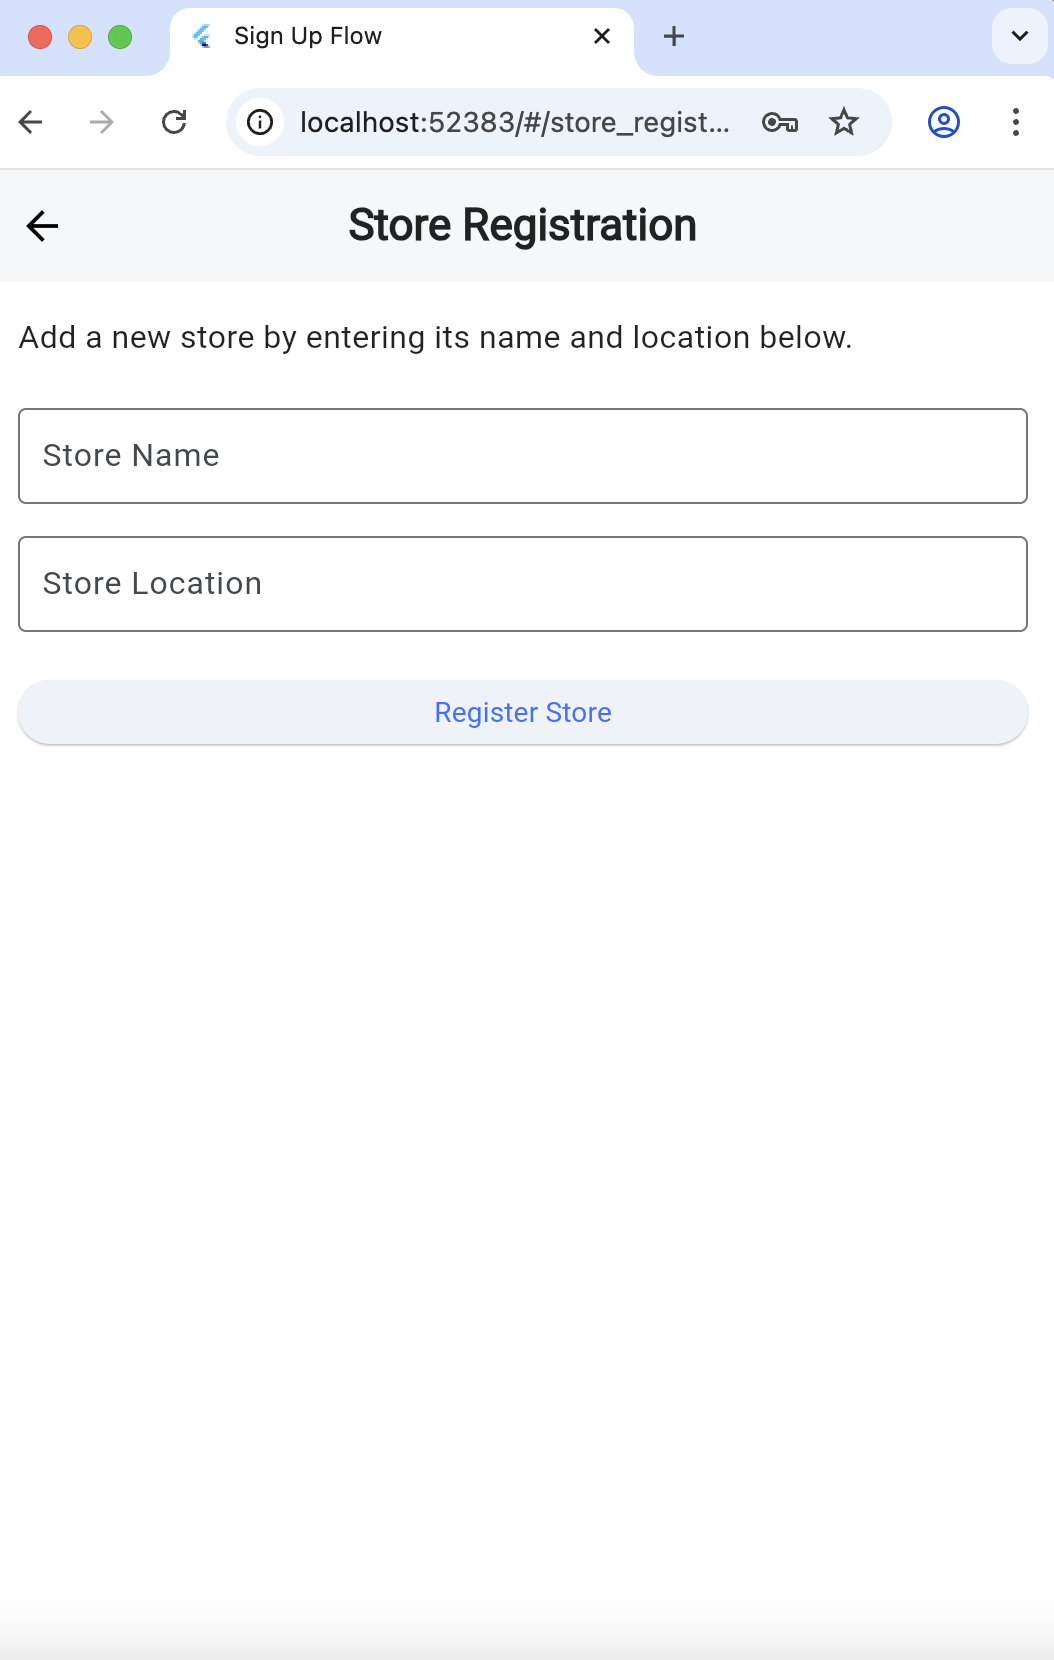 Sign Up Flow
localhost:52383/#/store_regist...
Store Registration
Add a new store by entering its name and location below.
Store Name
Store Location
Register Store